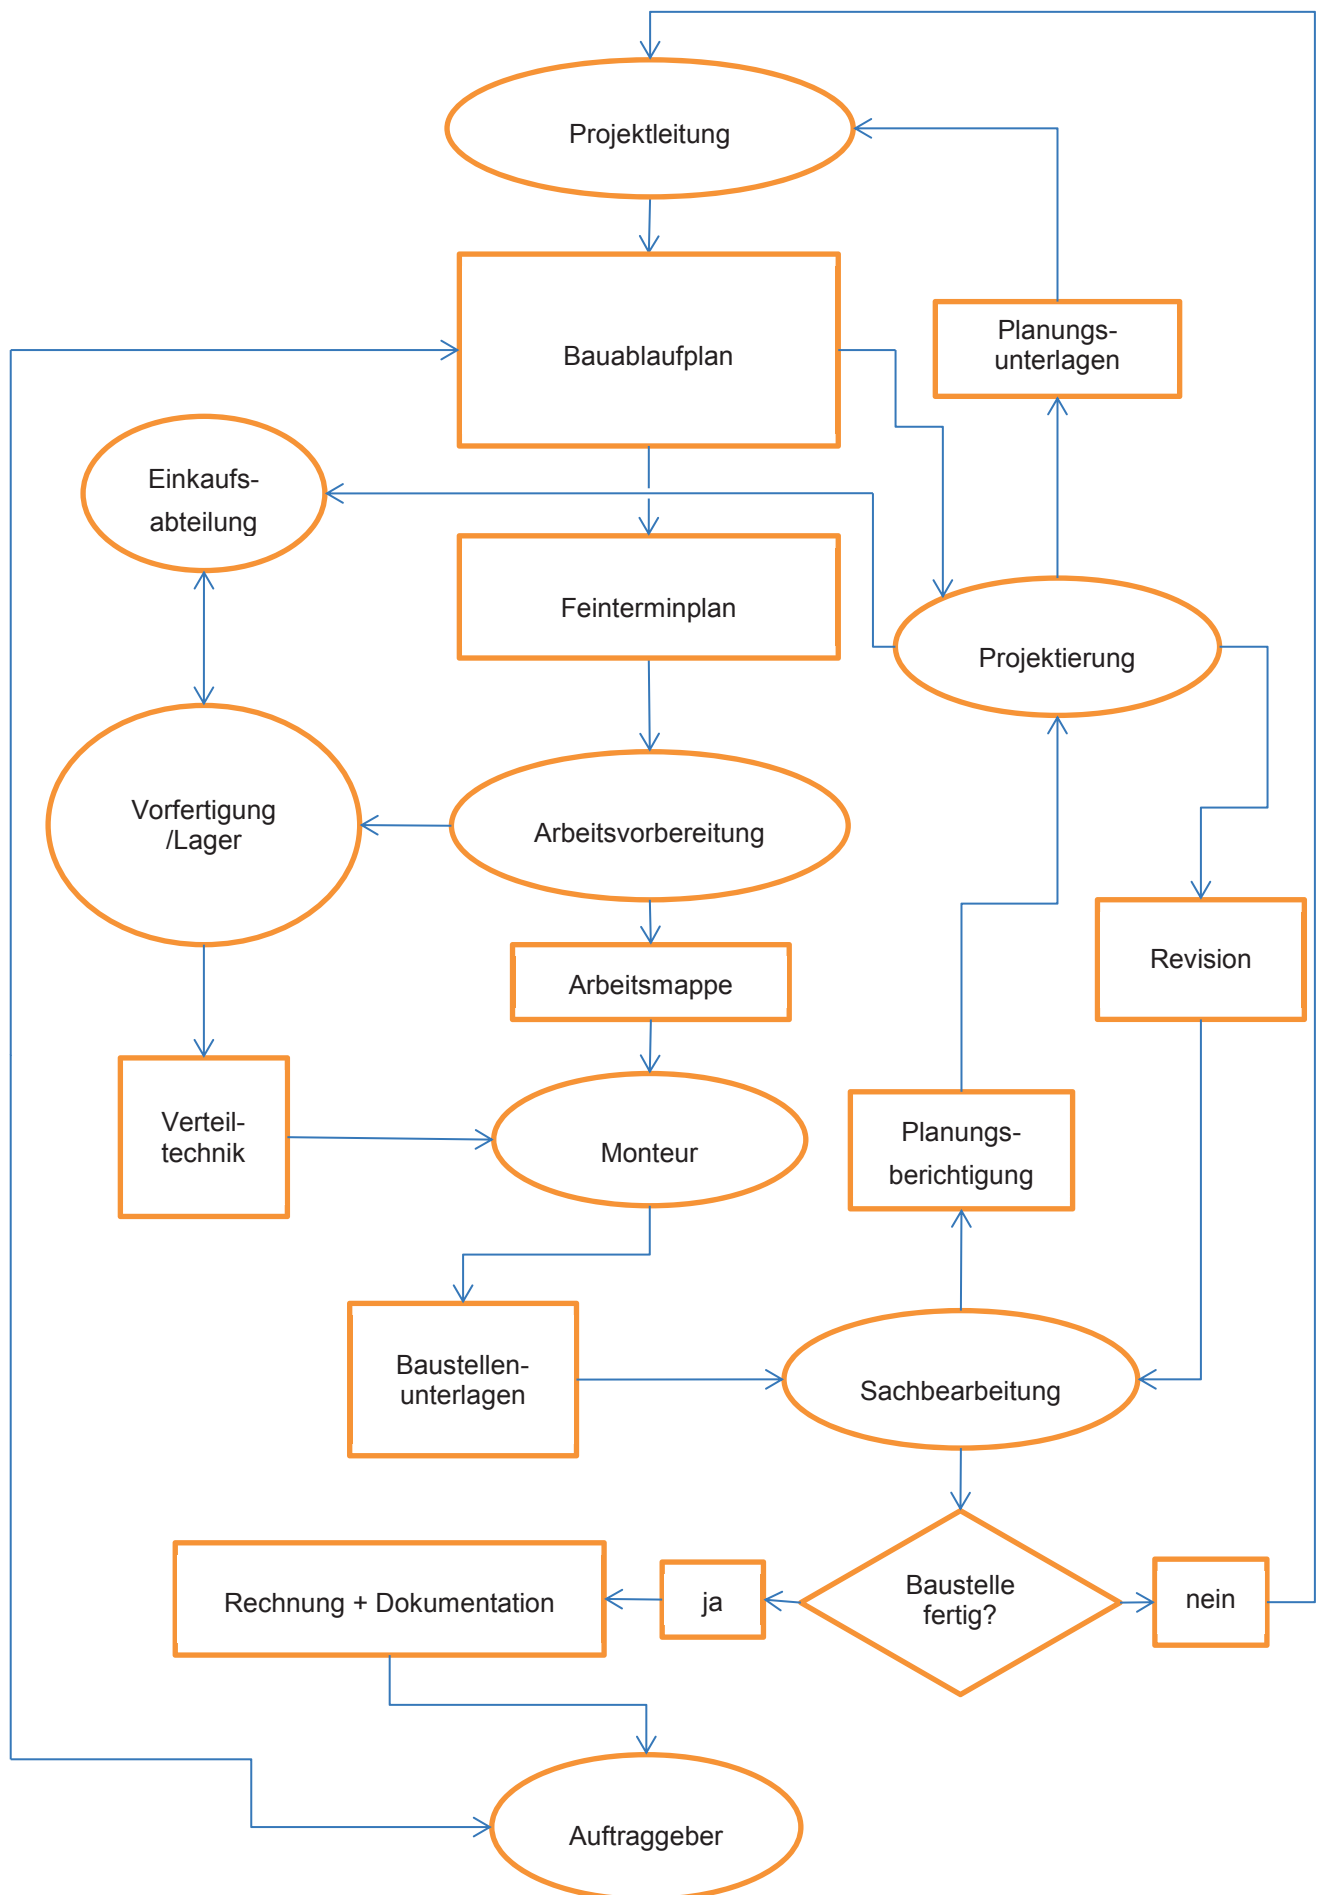 Projektleitung
Bauablaufplan
Planungs-
unterlagen
Einkaufs-
abteilung
Feinterminplan
Projektierung
Vorfertigung
/Lager
Arbeitsvorbereitung
Arbeitsmappe
Revision
Verteil-
technik
Monteur
Planungs-
berichtigung
Baustellen-
unterlagen
Sachbearbeitung
Rechnung + Dokumentation
ja
Baustelle
fertig?
nein
Auftraggeber